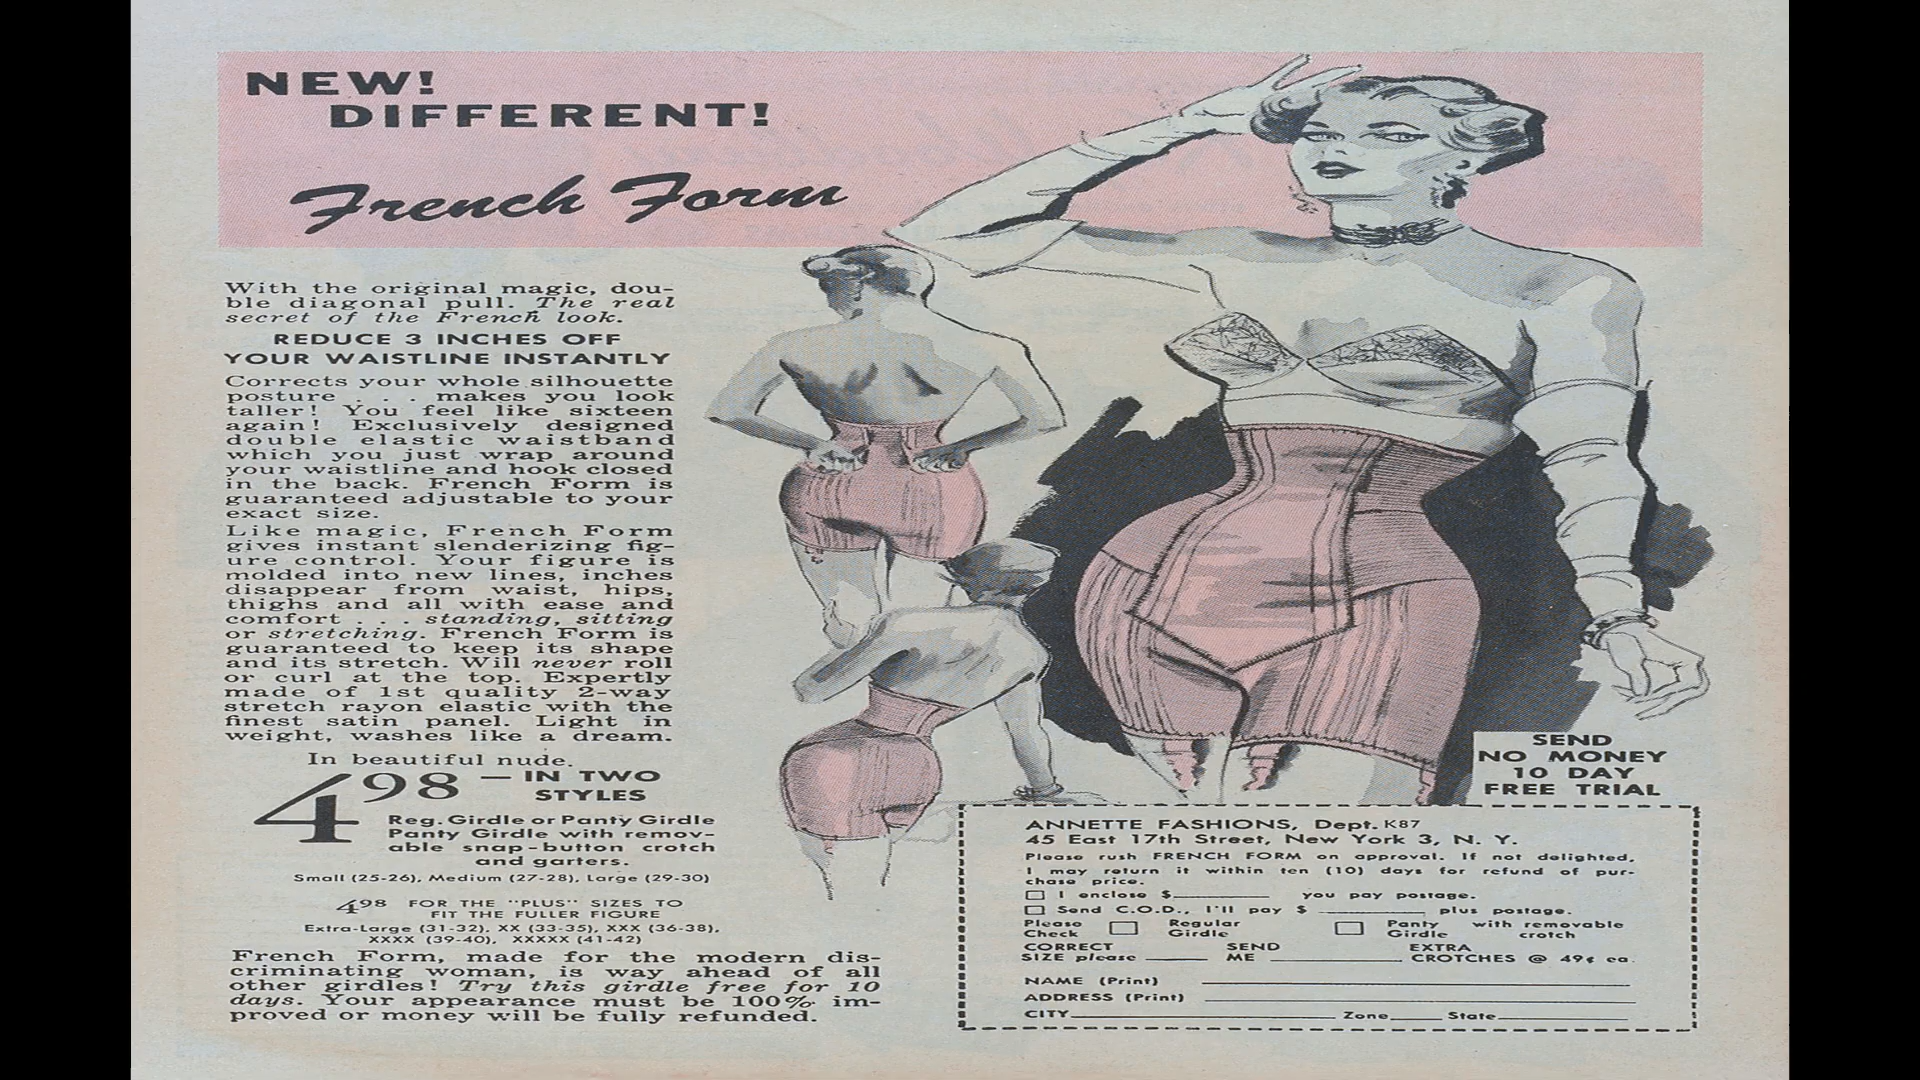 NEW!
DIFFERENT!
French Form
With the original magic, dou-
ble diagonal pull. The real
secret of the French look.
REDUCE 3 INCHES OFF
YOUR WAISTLINE INSTANTLY
Corrects your whole silhouette
posture . . . makes you look
taller! You feel like sixteen
again! Exclusively designed
double elastic waistband
which you just wrap around
your waistline and hook closed
in the back. French Form is
guaranteed adjustable to your
exact size.
Like magic, French Form
gives instant slenderizing fig-
ure control. Your figure is
molded into new lines, inches
disappear from waist, hips,
thighs and all with ease and
comfort . . . standing, sitting
or stretching. French Form is
guaranteed to keep its shape
and its stretch. Will never roll
or curl at the top. Expertly
made of 1st quality 2-way
stretch rayon elastic with the
finest satin panel. Light in
weight, washes like a dream.
In beautiful nude.
4 98 — IN TWO
STYLES
Reg. Girdle or Panty Girdle
Panty Girdle with remov-
able snap-button crotch
and garters.
Small (25-26), Medium (27-28), Large (29-30)
4 98 FOR THE "PLUS" SIZES TO
FIT THE FULLER FIGURE
Extra-Large (31-32), XX (33-35), XXX (36-38),
XXXX (39-40), XXXXX (41-42)
French Form, made for the modern dis-
criminating woman, is way ahead of all
other girdles! Try this girdle free for 10
days. Your appearance must be 100% im-
proved or money will be fully refunded.
SEND
NO MONEY
10 DAY
FREE TRIAL
ANNETTE FASHIONS, Dept. K87
45 East 17th Street, New York 3, N. Y.
Please rush FRENCH FORM on approval. If not delighted,
I may return it within ten (10) days for refund of pur-
chase price.
I enclose $ you pay postage.
Send C.O.D., I'll pay $ plus postage.
Please Check Regular Girdle Panty Girdle with removable crotch
CORRECT SIZE please SEND ME EXTRA CROTCHES @ 49¢ ea.
NAME (Print)
ADDRESS (Print)
CITY Zone State